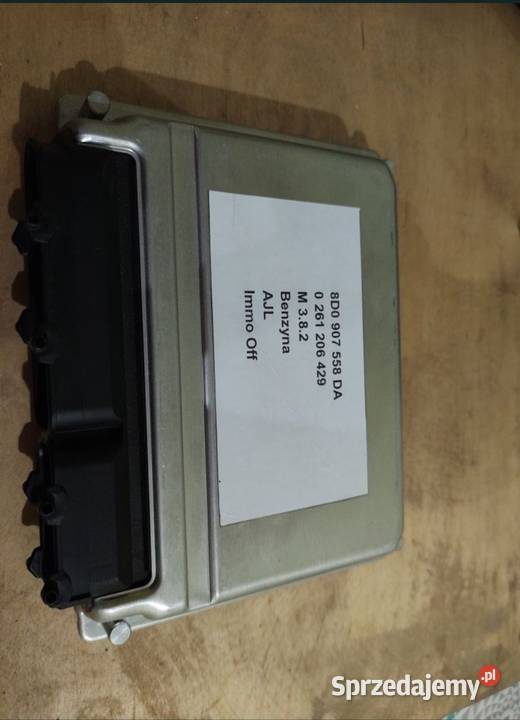 8D0 907 558 DA
0 261 206 429
M 3.8.2
Benzyna
AJL
Immo Off
Sprzedajemy.pl